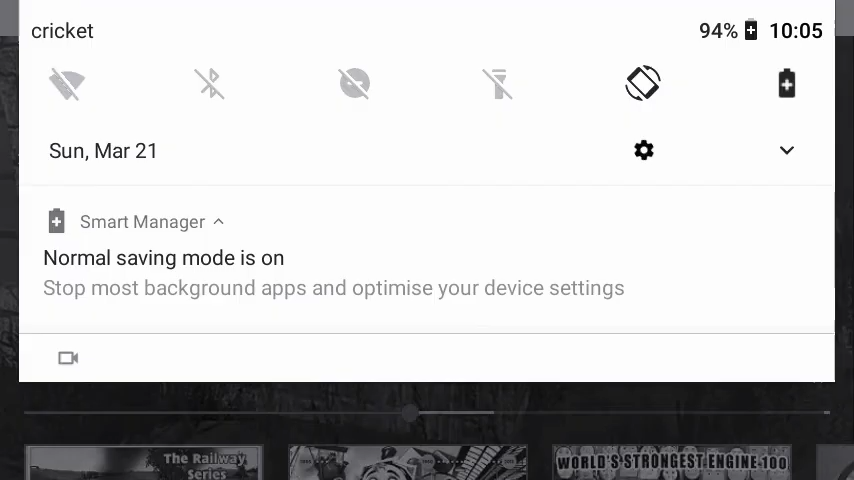 cricket
94% 10:05
Sun, Mar 21
Smart Manager
Normal saving mode is on
Stop most background apps and optimise your device settings
The Railway
Series
WORLD'S STRONGEST ENGINE 100